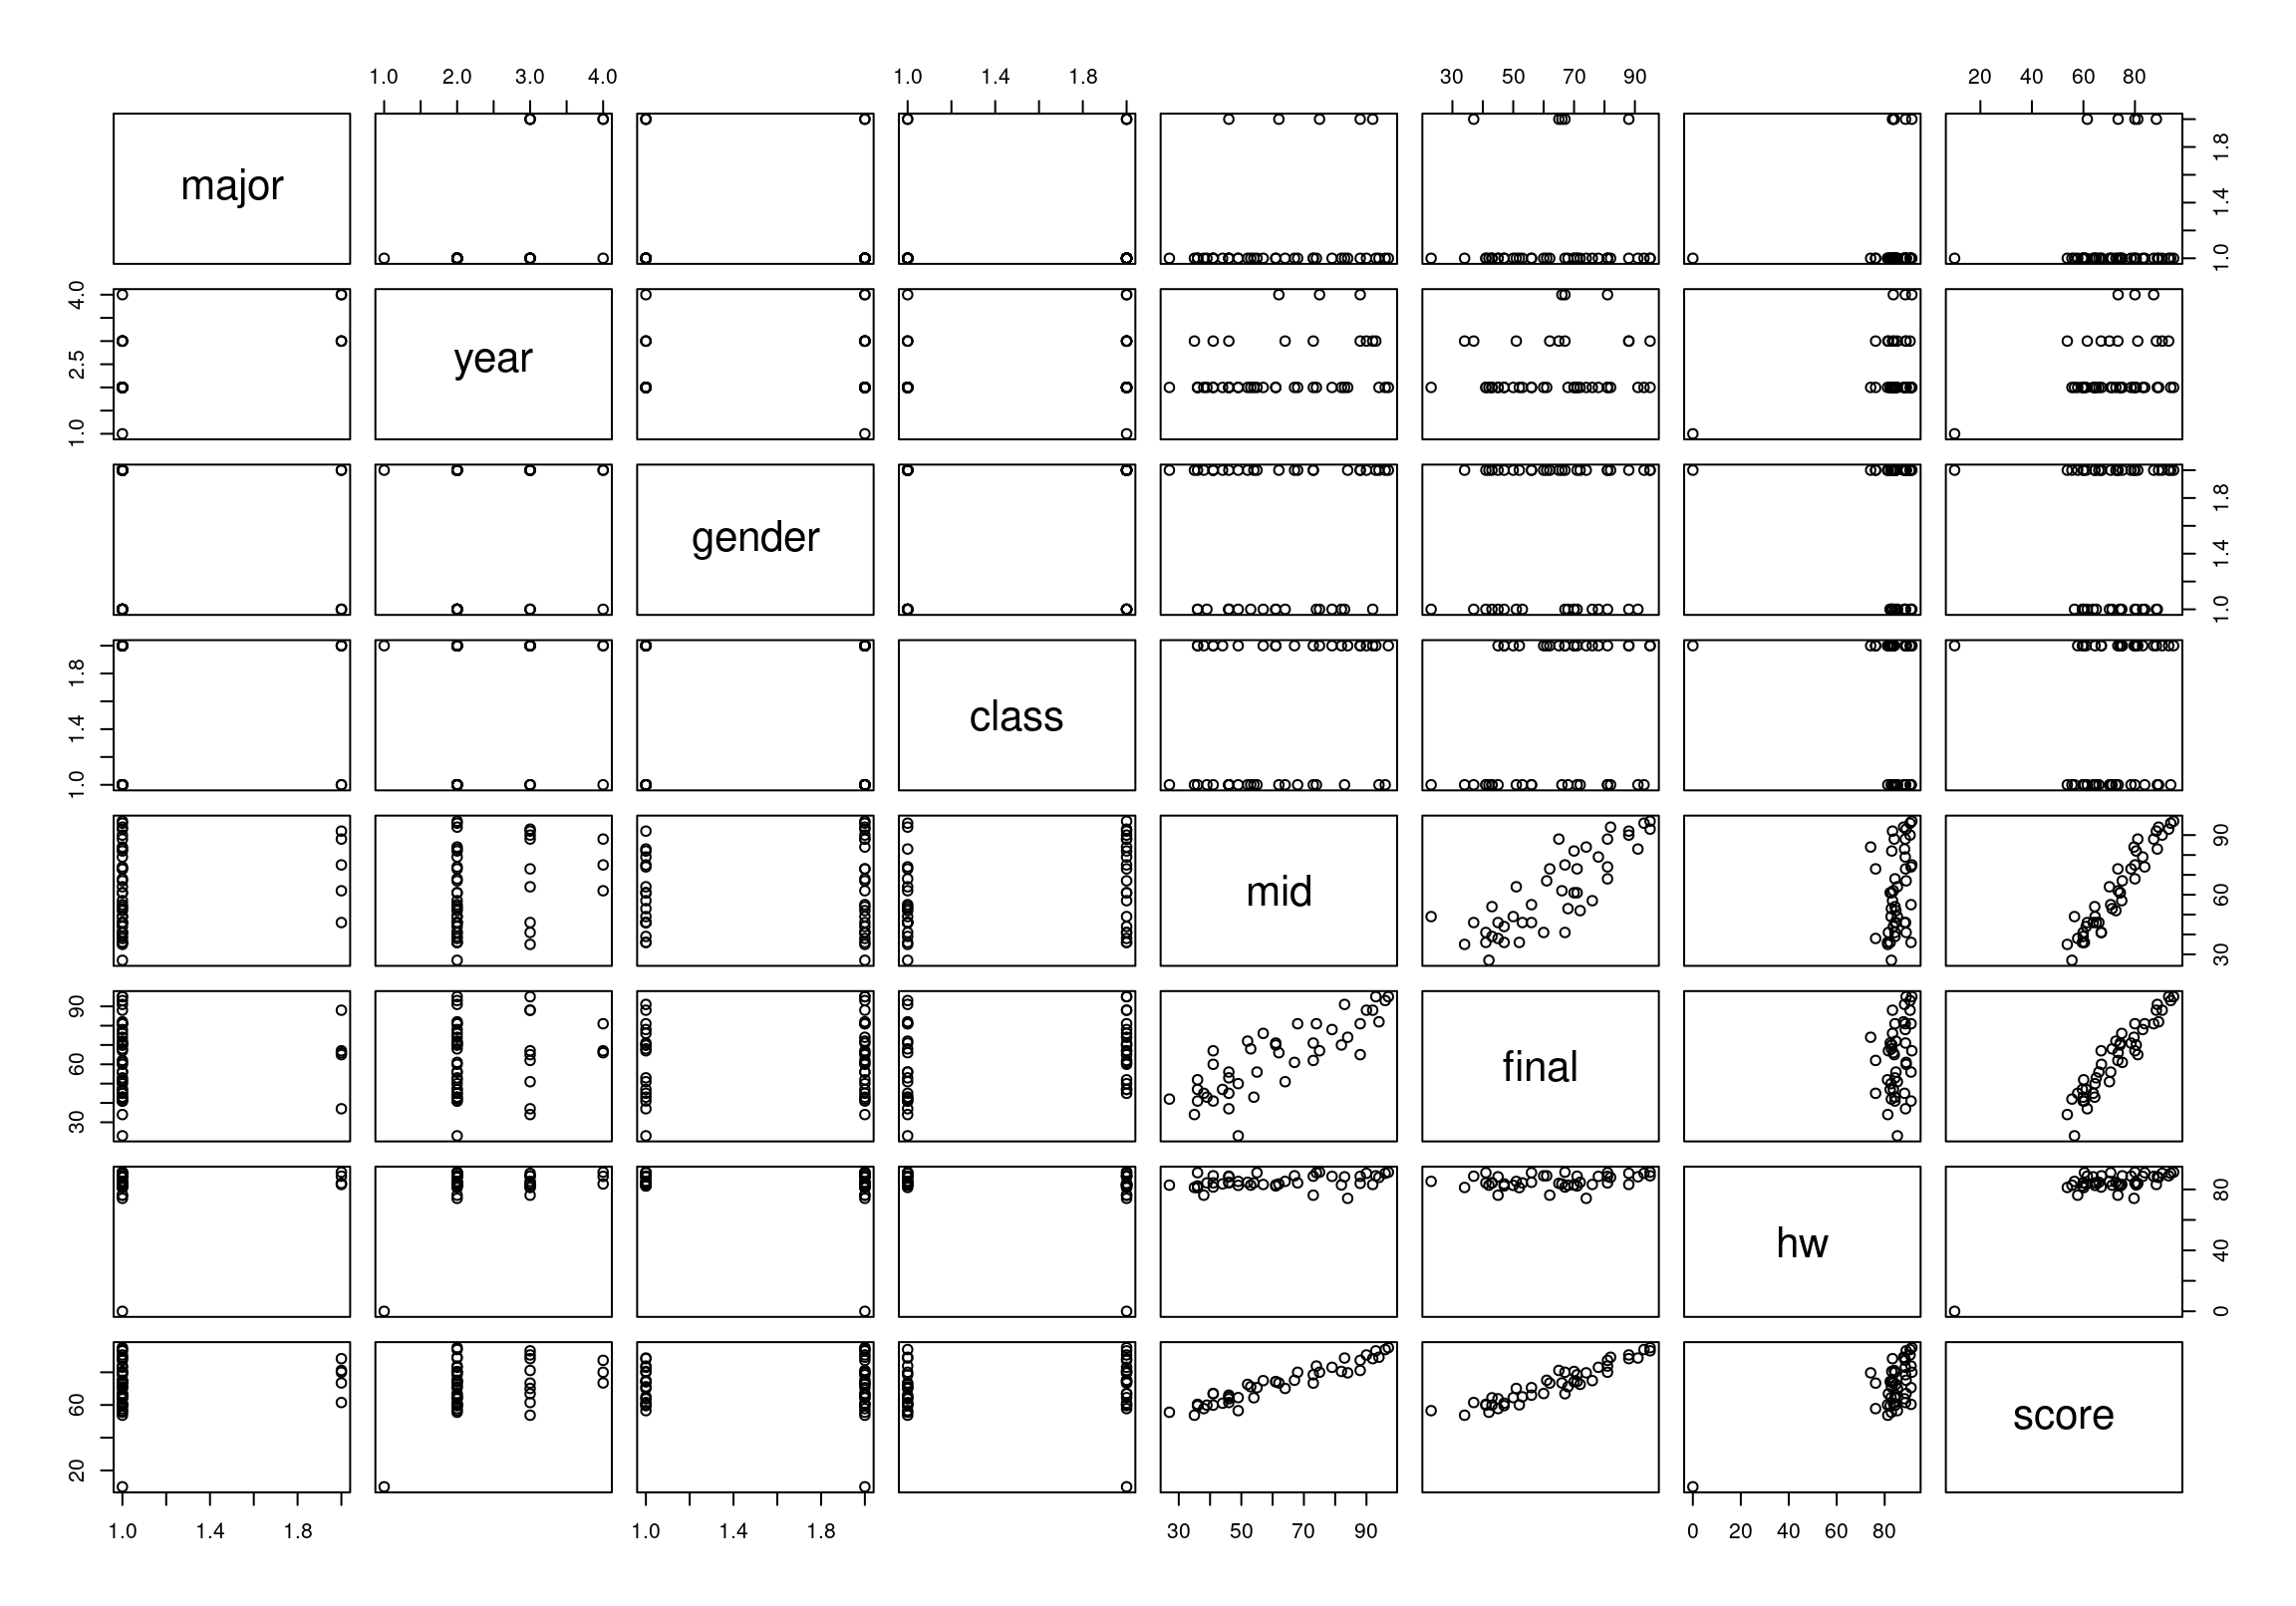 1.0 2.0 3.0 4.0 1.0 1.4 1.8 30 50 70 90 20 40 60 80
major 1.0 1.4 1.8
1.0 2.5 4.0 year
gender 1.0 1.4 1.8
1.0 1.4 1.8 class
mid 30 60 90
30 60 90 final
hw 0 40 80
20 60 score
1.0 1.4 1.8 1.0 1.4 1.8 30 50 70 90 0 20 40 60 80